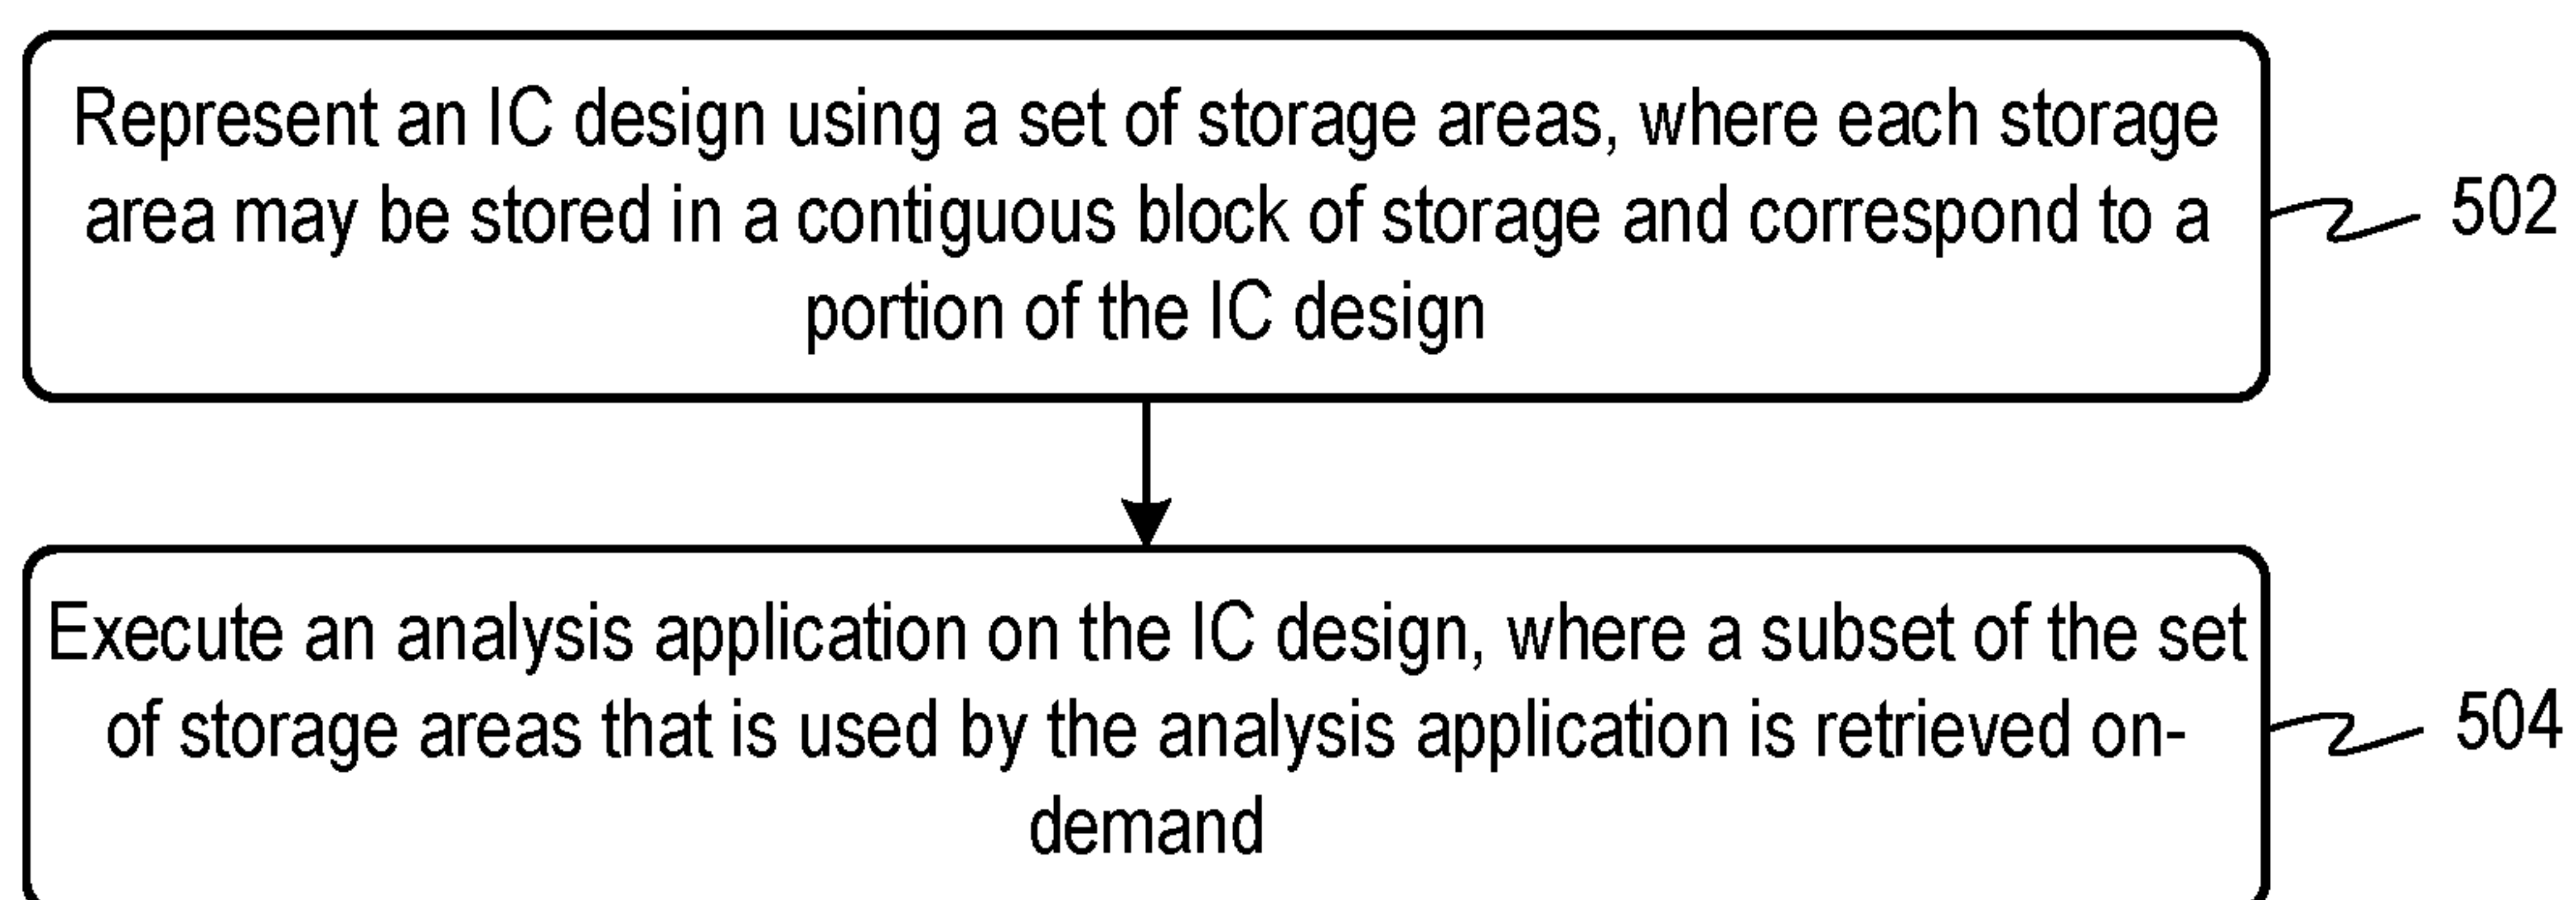 Represent an IC design using a set of storage areas, where each storage
area may be stored in a contiguous block of storage and correspond to a
portion of the IC design
502
Execute an analysis application on the IC design, where a subset of the set
of storage areas that is used by the analysis application is retrieved on-
demand
504